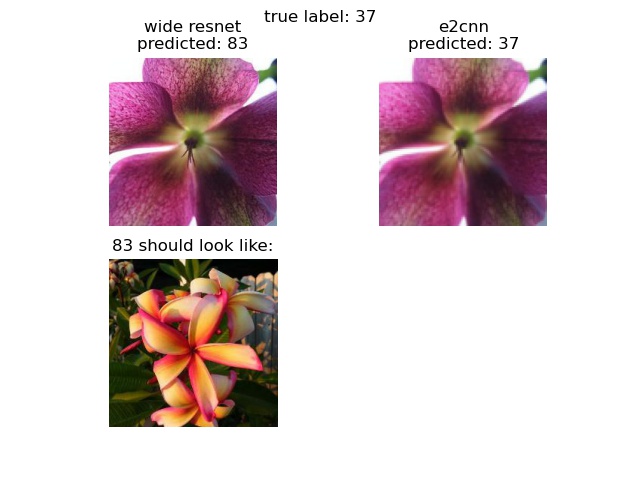 true label: 37
wide resnet
predicted: 83
e2cnn
predicted: 37
83 should look like: